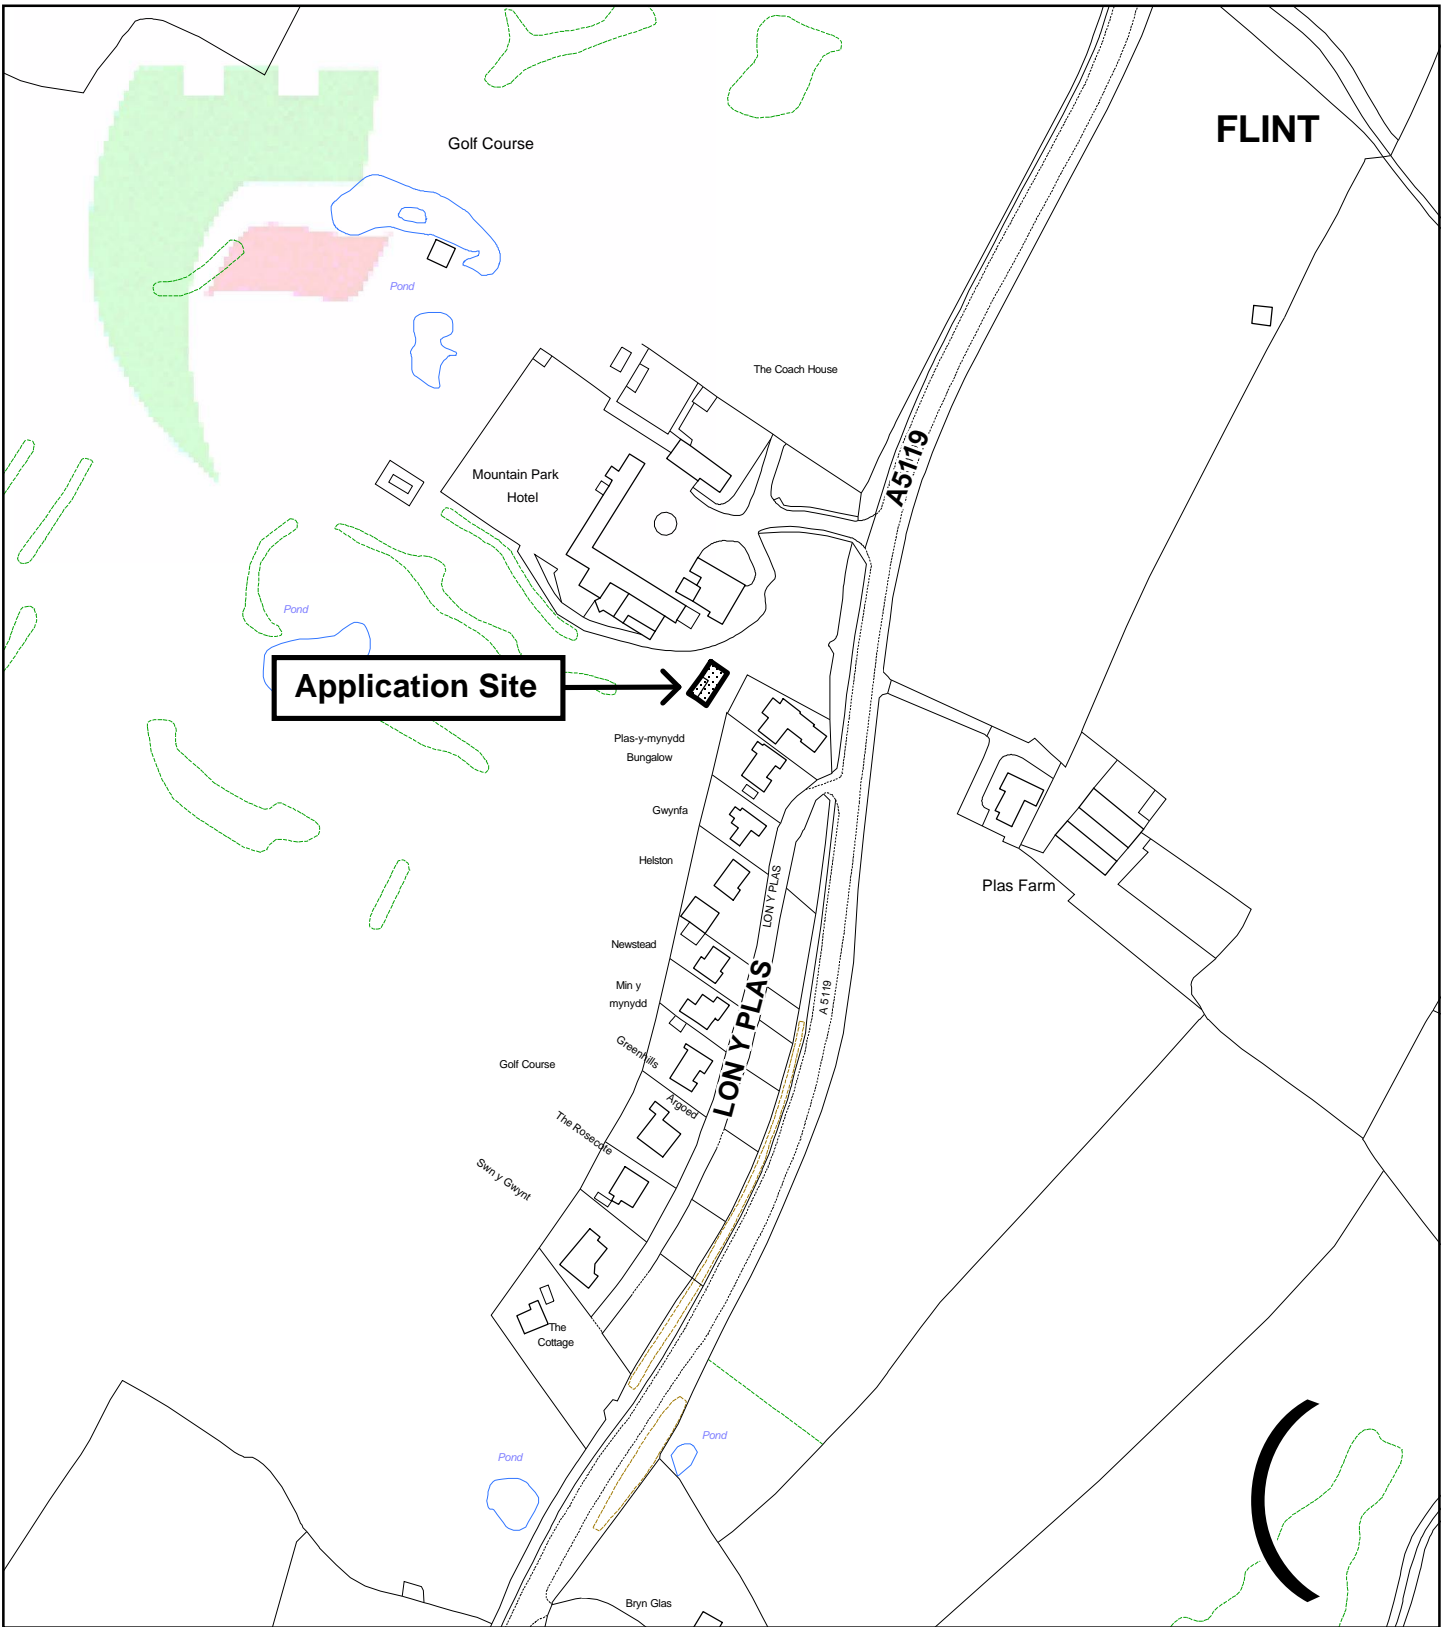 FLINT
Golf Course
Pond
The Coach House
A5119
Mountain Park
Hotel
Pond
Application Site
Plas-y-mynydd
Bungalow
Gwynfa
Helston
LON Y PLAS
Plas Farm
Newstead
Min y
mynydd
A 5119
LON Y PLAS
Greenhills
Golf Course
Argoed
The Rosecote
Swn y Gwynt
The
Cottage
Pond
Pond
Bryn Glas
(